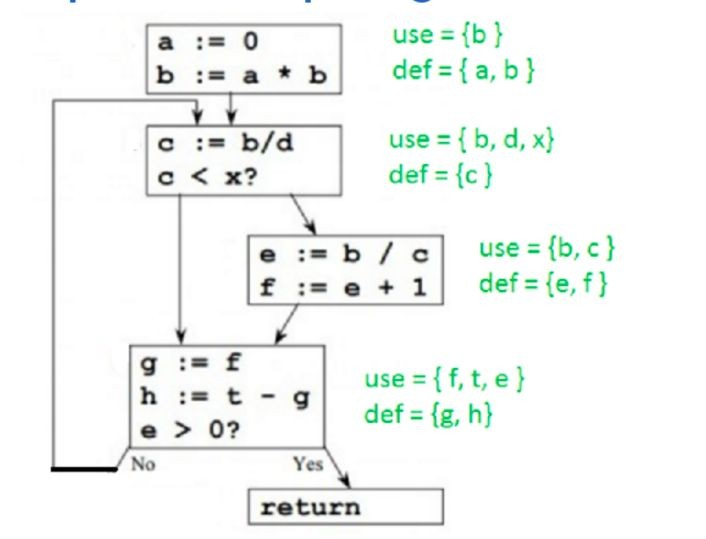 a := 0
b := a * b
use = {b }
def = { a, b }
c := b/d
c < x?
use = { b, d, x}
def = {c }
e := b / c
f := e + 1
use = {b, c }
def = {e, f }
g := f
h := t - g
e > 0?
use = { f, t, e }
def = {g, h}
No
Yes
return